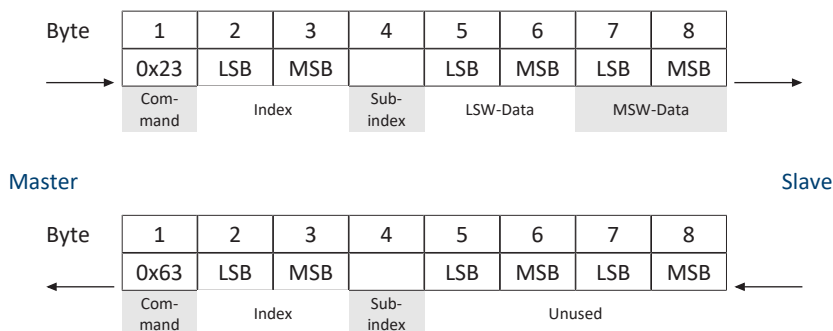 Byte 1 2 3 4 5 6 7 8
0x23 LSB MSB LSB MSB LSB MSB
Com-
mand Index Sub-
index LSW-Data MSW-Data
Master Slave
Byte 1 2 3 4 5 6 7 8
0x63 LSB MSB LSB MSB LSB MSB
Com-
mand Index Sub-
index Unused